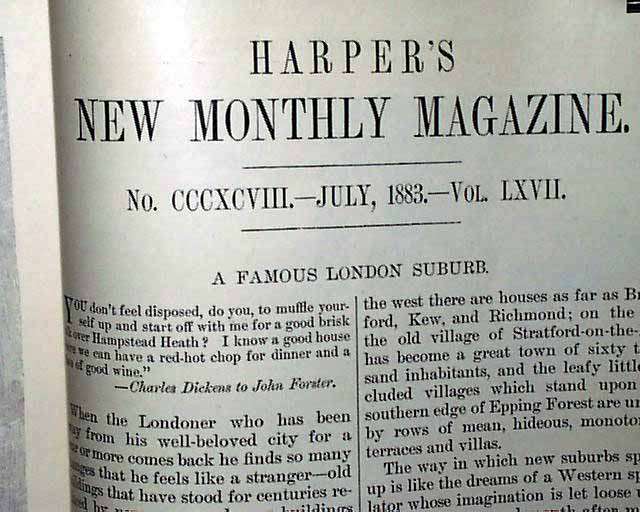 HARPER'S
NEW MONTHLY MAGAZINE.
No. CCCXCVIII.—JULY, 1883.—Vol. LXVII.
A FAMOUS LONDON SUBURB.
YOU don't feel disposed, do you, to muffle your-
self up and start off with me for a good brisk
over Hampstead Heath? I know a good house
we can have a red-hot chop for dinner and a
of good wine."
—Charles Dickens to John Forster.
When the Londoner who has been
from his well-beloved city for a
or more comes back he finds so many
that he feels like a stranger—old
that have stood for centuries re-
the west there are houses as far as
ford, Kew, and Richmond; on the
the old village of Stratford-on-the-
has become a great town of sixty
sand inhabitants, and the leafy
cluded villages which stand upon
southern edge of Epping Forest are
by rows of mean, hideous,
terraces and villas.
The way in which new suburbs
up is like the dreams of a Western
lator whose imagination is let loose